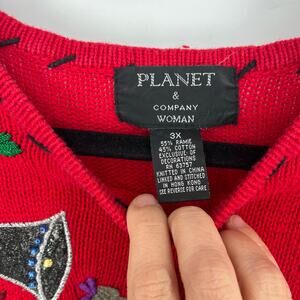 PLANET
&
COMPANY
WOMAN
3X
55% RAMIE
45% COTTON
EXCLUSIVE OF
DECORATIONS
RN 63757
KNITTED IN CHINA
LINKED AND STITCHED
IN HONG KONG
SEE REVERSE FOR CARE